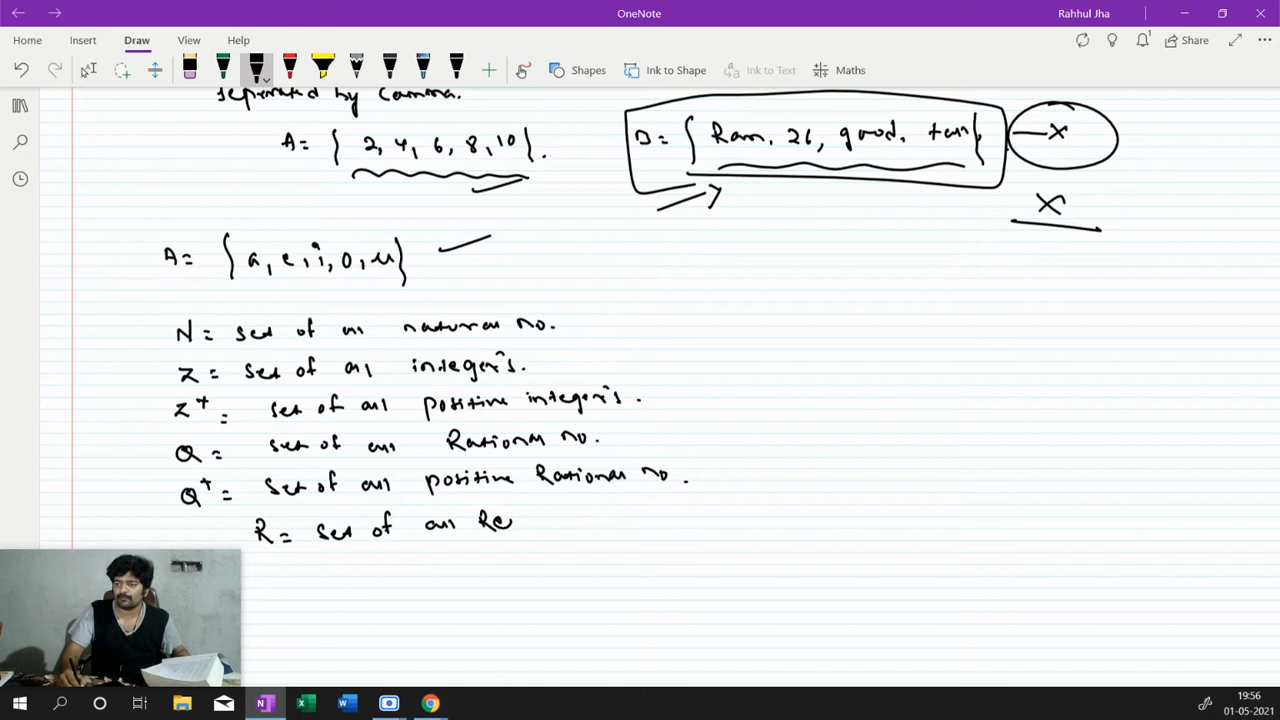 OneNote
Rahhul Jha
Home Insert Draw View Help
Share
Shapes
Ink to Shape
Ink to Text
Maths
separated by Comma.
A = { 2, 4, 6, 8, 10 }.
B = { Ram, 26, good, tan }
x
x
A = { a, e, i, o, u }
N = set of all natural no.
Z = set of all integer's.
Z+ = set of all positive integer's.
Q = set of all Rational no.
Q+ = set of all positive Rational no.
R = set of all Re
19:56
01-05-2021